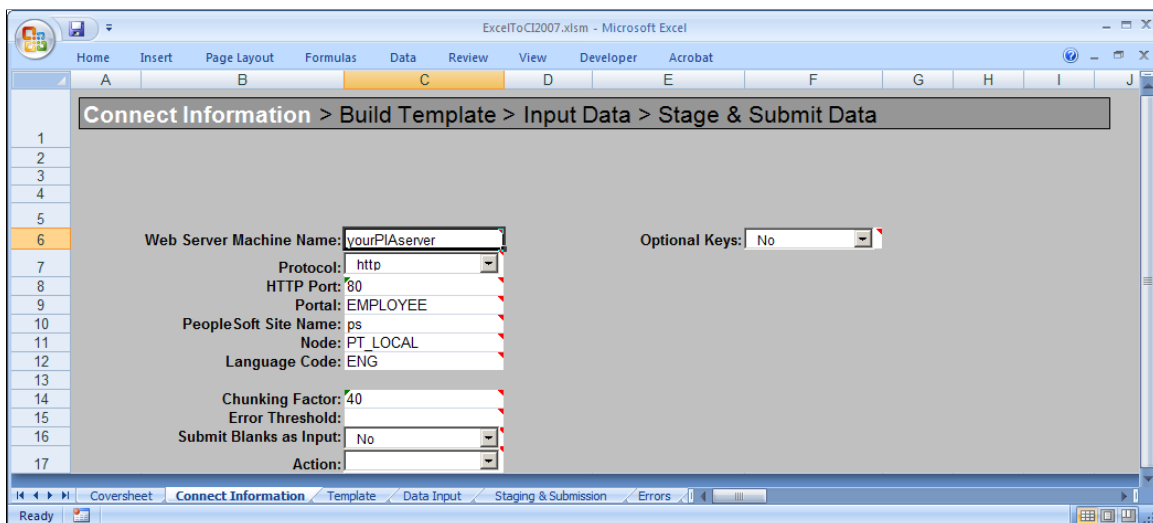 ExcelToCI2007.xlsm - Microsoft Excel
Home Insert Page Layout Formulas Data Review View Developer Acrobat
A B C D E F G H I J
1 Connect Information > Build Template > Input Data > Stage & Submit Data
2
3
4
5
6 Web Server Machine Name: yourPIAserver Optional Keys: No
7 Protocol: http
8 HTTP Port: 80
9 Portal: EMPLOYEE
10 PeopleSoft Site Name: ps
11 Node: PT_LOCAL
12 Language Code: ENG
13
14 Chunking Factor: 40
15 Error Threshold:
16 Submit Blanks as Input: No
17 Action:
Coversheet Connect Information Template Data Input Staging & Submission Errors
Ready